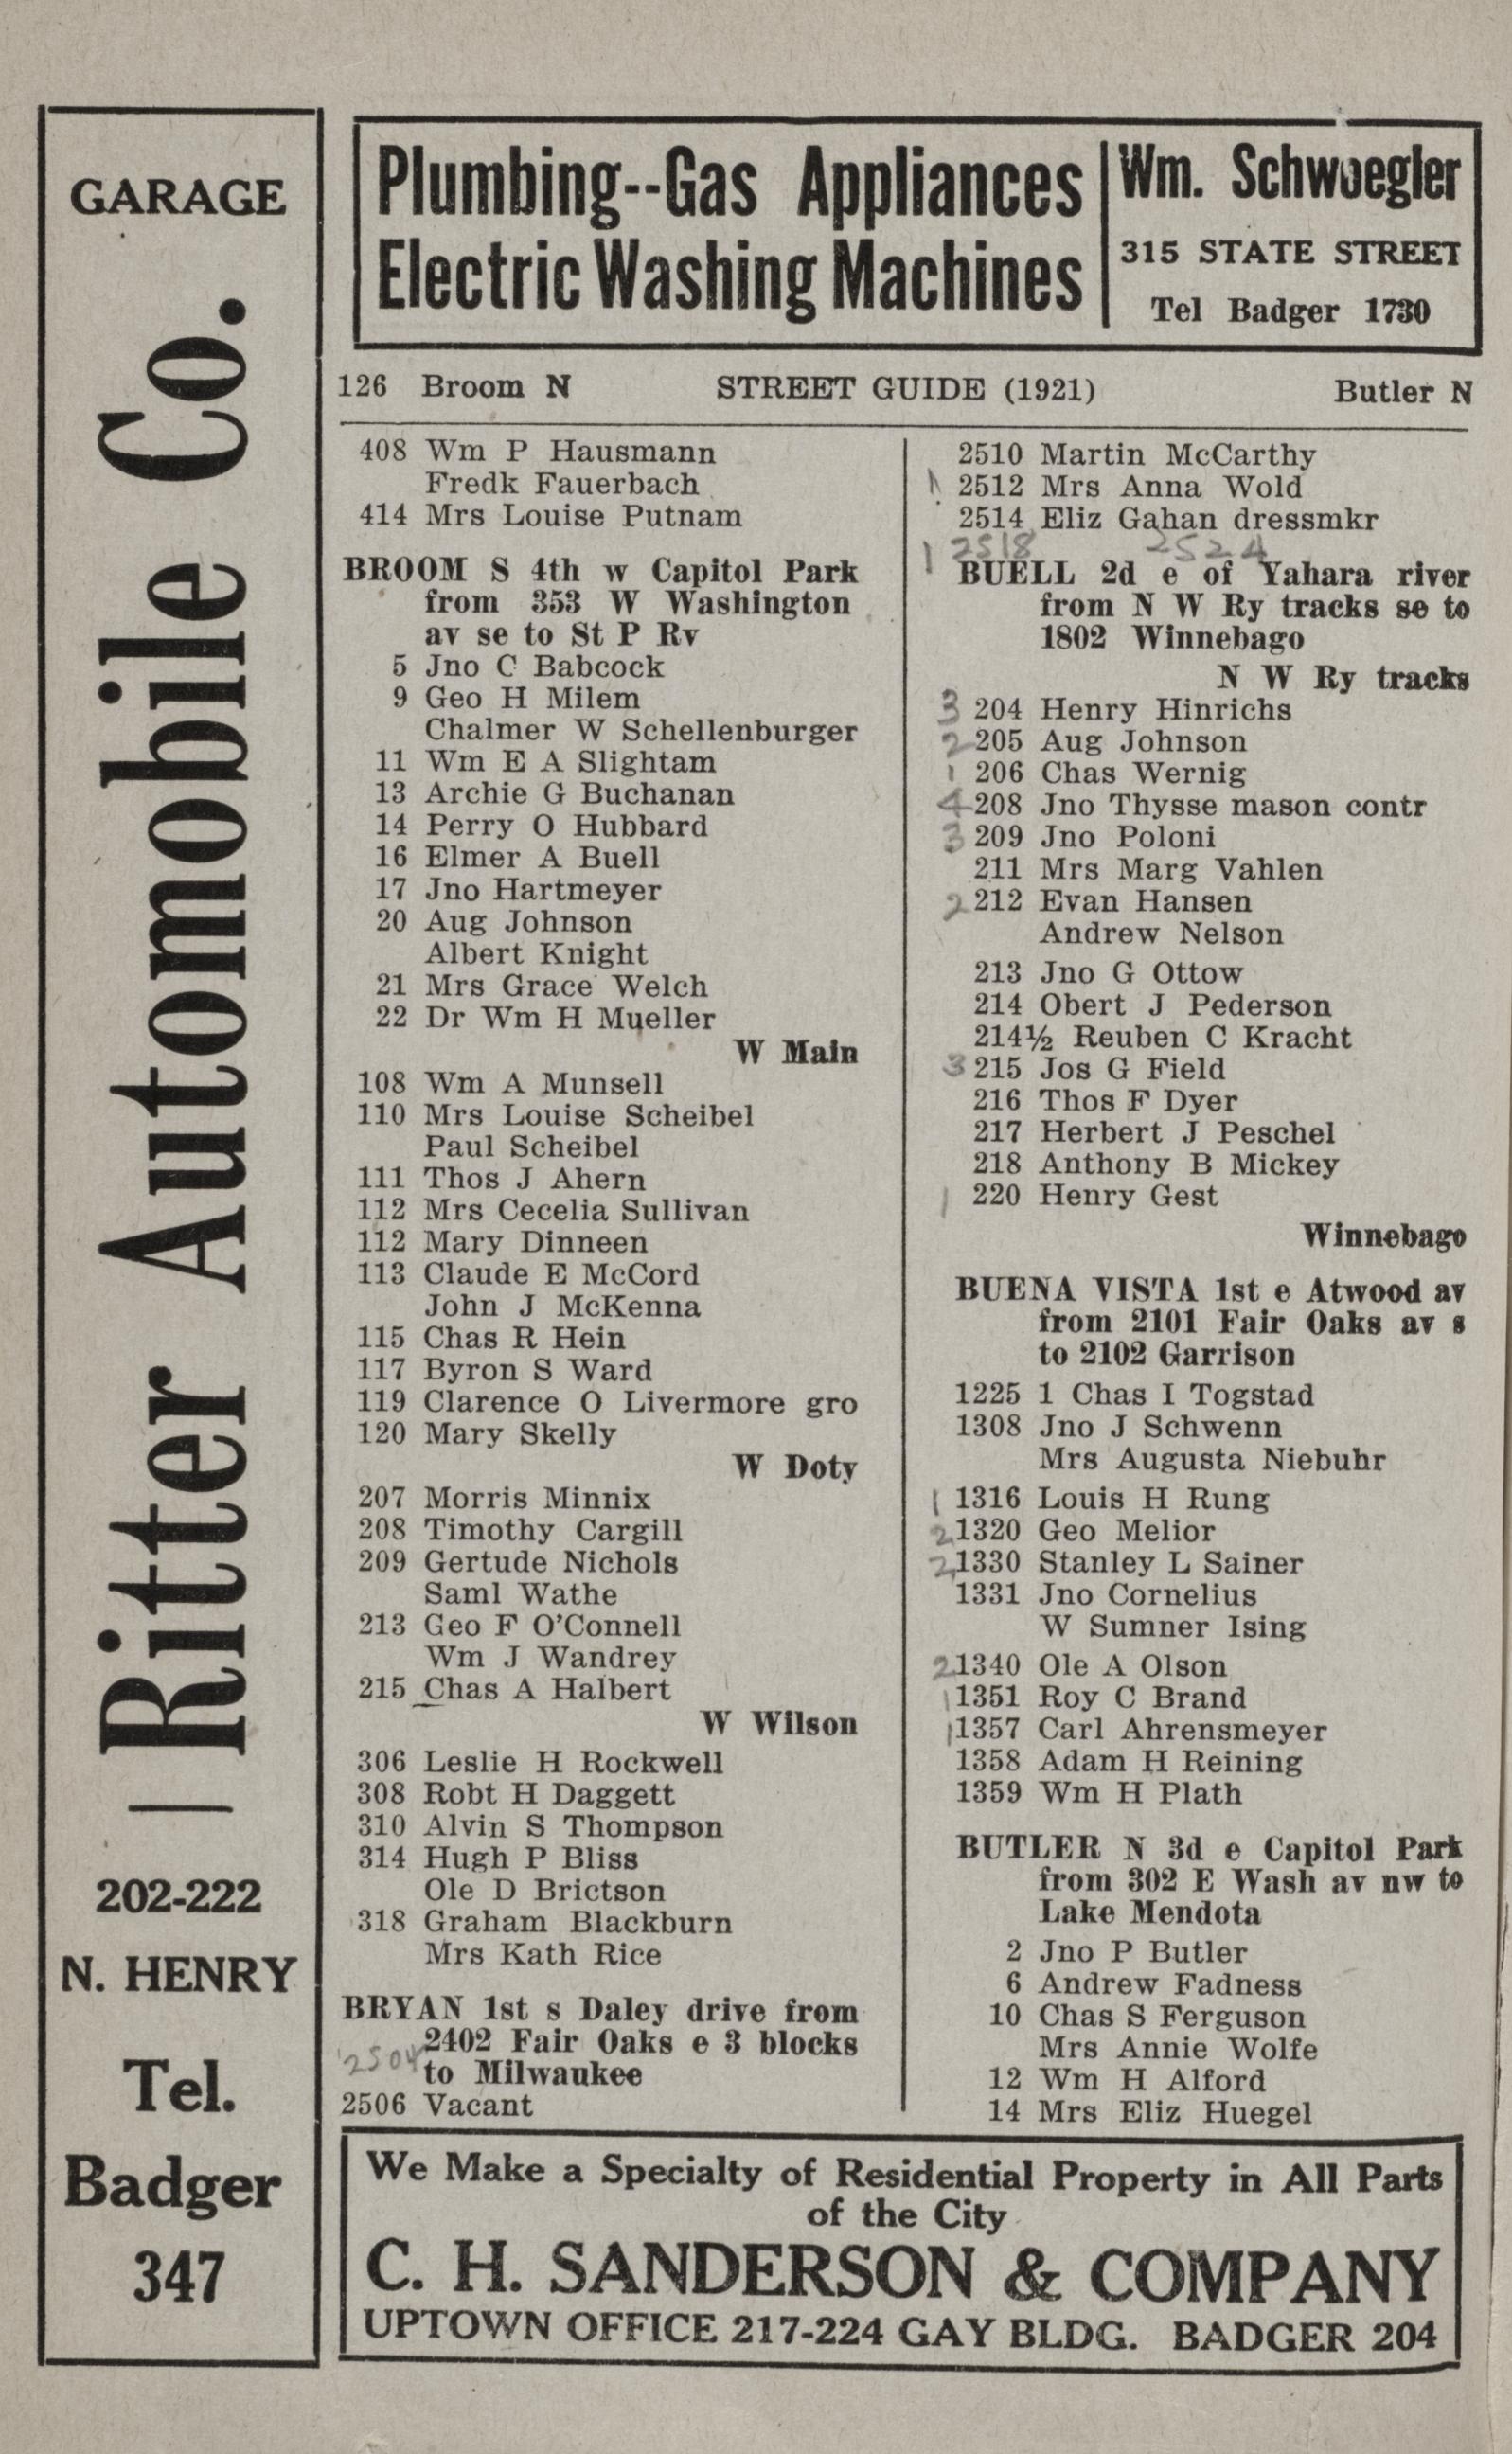 GARAGE
Ritter Automobile Co.
202-222
N. HENRY
Tel.
Badger
347
Plumbing--Gas Appliances
Electric Washing Machines
Wm. Schwoegler
315 STATE STREET
Tel Badger 1730
126 Broom N STREET GUIDE (1921) Butler N
408 Wm P Hausmann
Fredk Fauerbach
414 Mrs Louise Putnam
BROOM S 4th w Capitol Park
from 353 W Washington
av se to St P Rv
5 Jno C Babcock
9 Geo H Milem
Chalmer W Schellenburger
11 Wm E A Slightam
13 Archie G Buchanan
14 Perry O Hubbard
16 Elmer A Buell
17 Jno Hartmeyer
20 Aug Johnson
Albert Knight
21 Mrs Grace Welch
22 Dr Wm H Mueller
W Main
108 Wm A Munsell
110 Mrs Louise Scheibel
Paul Scheibel
111 Thos J Ahern
112 Mrs Cecelia Sullivan
112 Mary Dinneen
113 Claude E McCord
John J McKenna
115 Chas R Hein
117 Byron S Ward
119 Clarence O Livermore gro
120 Mary Skelly
W Doty
207 Morris Minnix
208 Timothy Cargill
209 Gertude Nichols
Saml Wathe
213 Geo F O'Connell
Wm J Wandrey
215 Chas A Halbert
W Wilson
306 Leslie H Rockwell
308 Robt H Daggett
310 Alvin S Thompson
314 Hugh P Bliss
Ole D Brictson
318 Graham Blackburn
Mrs Kath Rice
BRYAN 1st s Daley drive from
2402 Fair Oaks e 3 blocks
2504 to Milwaukee
2506 Vacant
2510 Martin McCarthy
1 2512 Mrs Anna Wold
2514 Eliz Gahan dressmkr
1 2518 2524
BUELL 2d e of Yahara river
from N W Ry tracks se to
1802 Winnebago
N W Ry tracks
3 204 Henry Hinrichs
2 205 Aug Johnson
1 206 Chas Wernig
4 208 Jno Thysse mason contr
3 209 Jno Poloni
211 Mrs Marg Vahlen
2 212 Evan Hansen
Andrew Nelson
213 Jno G Ottow
214 Obert J Pederson
214½ Reuben C Kracht
3 215 Jos G Field
216 Thos F Dyer
217 Herbert J Peschel
218 Anthony B Mickey
1 220 Henry Gest
Winnebago
BUENA VISTA 1st e Atwood av
from 2101 Fair Oaks av s
to 2102 Garrison
1225 1 Chas I Togstad
1308 Jno J Schwenn
Mrs Augusta Niebuhr
1 1316 Louis H Rung
2 1320 Geo Melior
2 1330 Stanley L Sainer
1331 Jno Cornelius
W Sumner Ising
2 1340 Ole A Olson
1 1351 Roy C Brand
1 1357 Carl Ahrensmeyer
1358 Adam H Reining
1359 Wm H Plath
BUTLER N 3d e Capitol Park
from 302 E Wash av nw to
Lake Mendota
2 Jno P Butler
6 Andrew Fadness
10 Chas S Ferguson
Mrs Annie Wolfe
12 Wm H Alford
14 Mrs Eliz Huegel
We Make a Specialty of Residential Property in All Parts
of the City
C. H. SANDERSON & COMPANY
UPTOWN OFFICE 217-224 GAY BLDG. BADGER 204